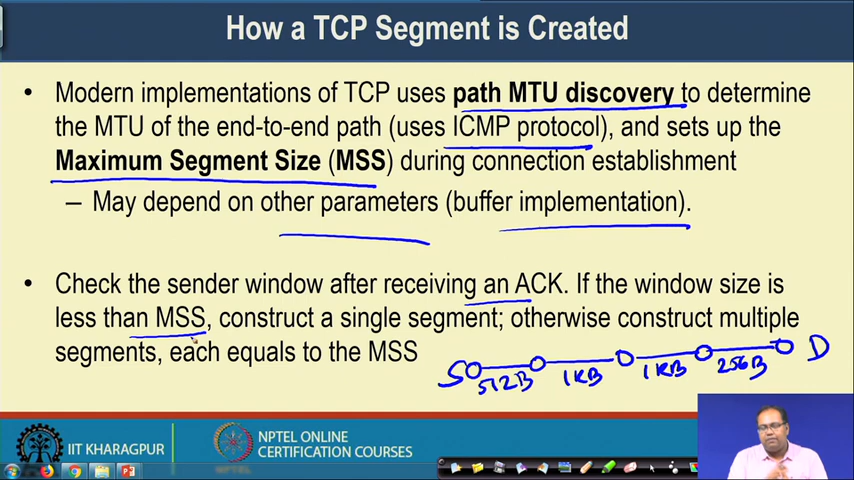 How a TCP Segment is Created
• Modern implementations of TCP uses path MTU discovery to determine
the MTU of the end-to-end path (uses ICMP protocol), and sets up the
Maximum Segment Size (MSS) during connection establishment
– May depend on other parameters (buffer implementation).
• Check the sender window after receiving an ACK. If the window size is
less than MSS, construct a single segment; otherwise construct multiple
segments, each equals to the MSS
S D
512B 1KB 1KB 256B
IIT KHARAGPUR
NPTEL ONLINE
CERTIFICATION COURSES